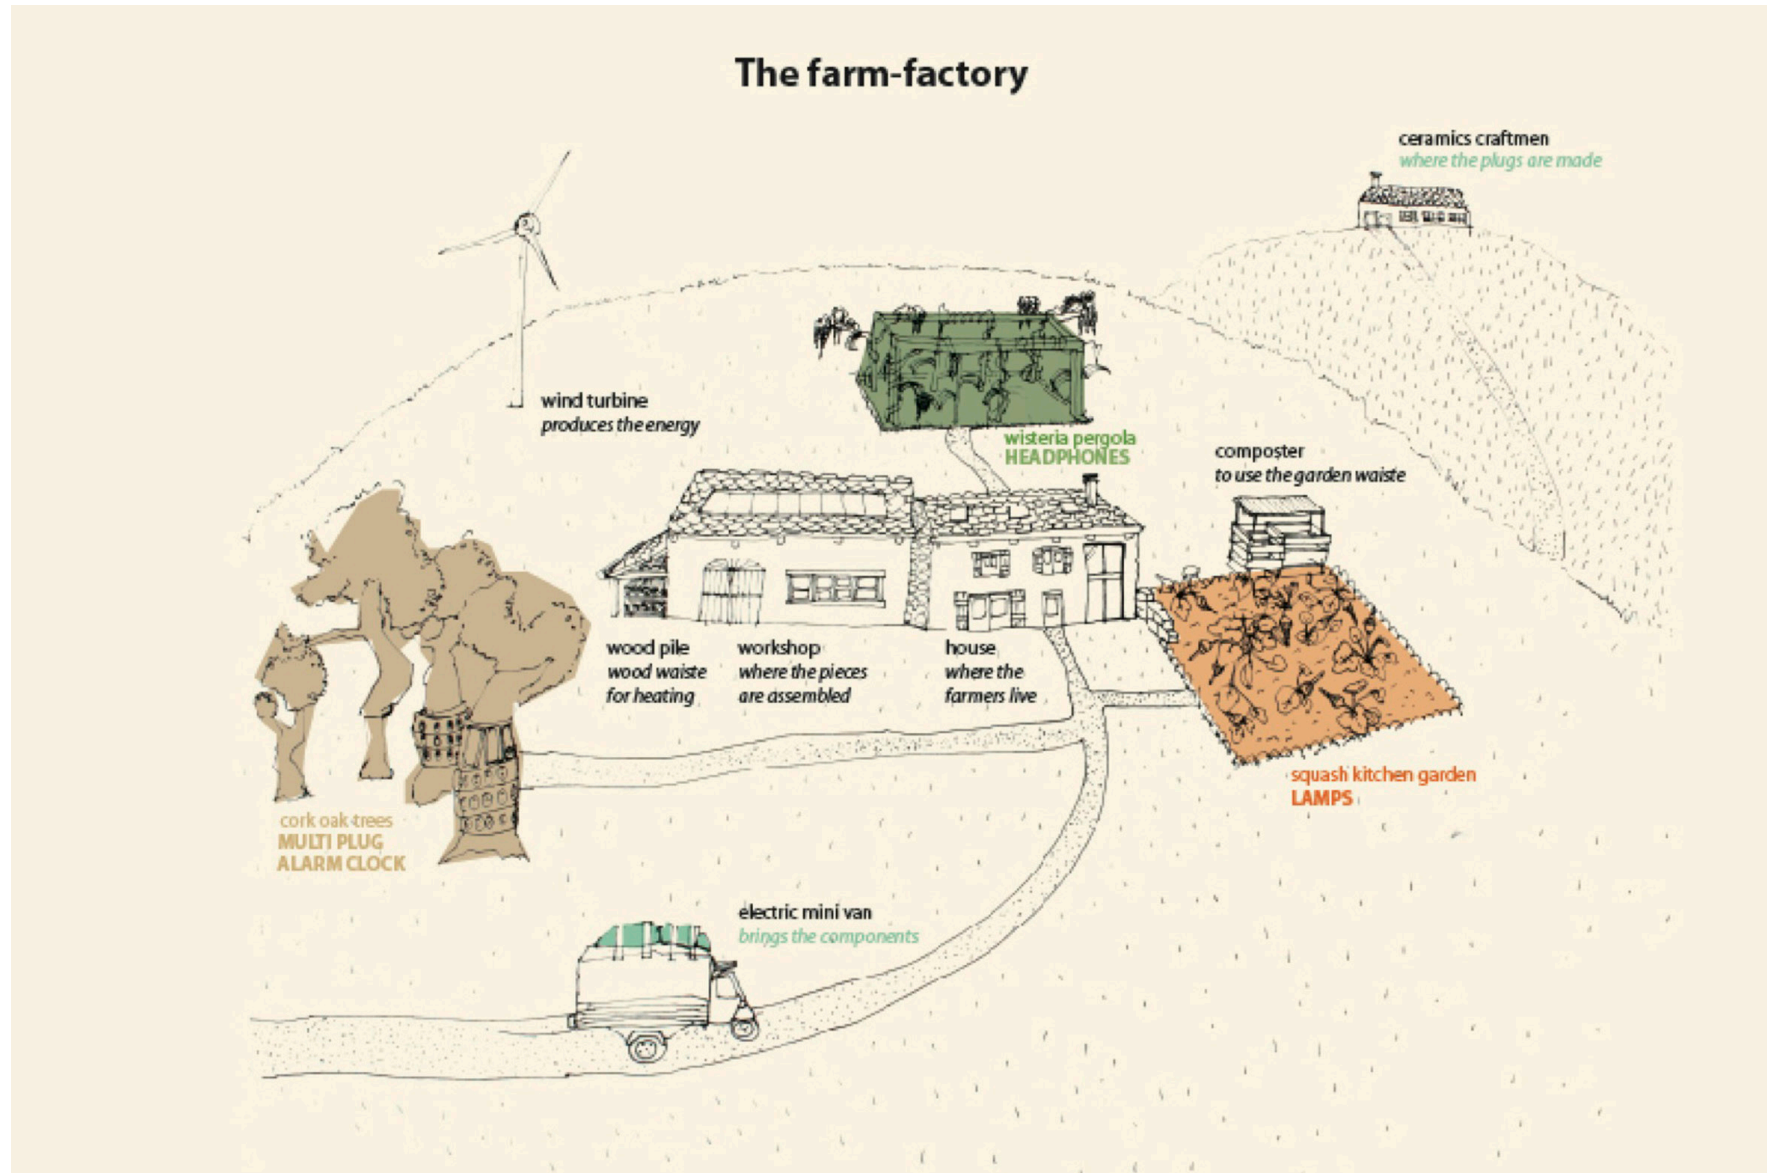 The farm-factory
ceramics craftmen
where the plugs are made
wind turbine
produces the energy
wisteria pergola
HEADPHONES
composter
to use the garden waiste
wood pile
wood waiste
for heating
workshop
where the pieces
are assembled
house
where the
farmers live
squash kitchen garden
LAMPS
cork oak trees
MULTI PLUG
ALARM CLOCK
electric mini van
brings the components